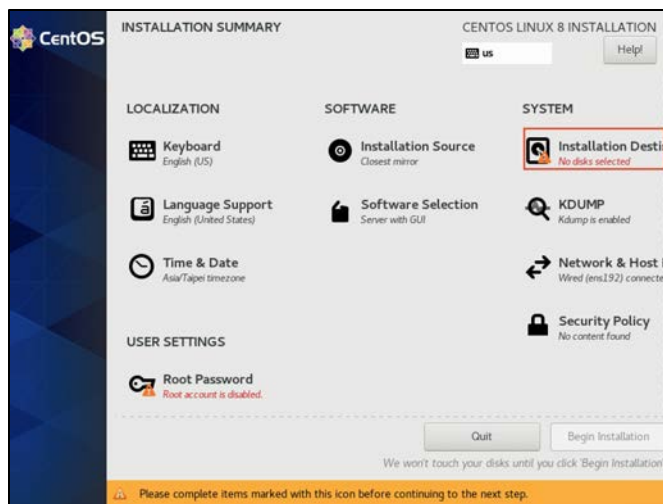 CentOS
INSTALLATION SUMMARY
CENTOS LINUX 8 INSTALLATION
us
Help!
LOCALIZATION
Keyboard
English (US)
Language Support
English (United States)
Time & Date
Asia/Taipei timezone
SOFTWARE
Installation Source
Closest mirror
Software Selection
Server with GUI
SYSTEM
Installation Desti
No disks selected
KDUMP
Kdump is enabled
Network & Host
Wired (ens192) connecte
Security Policy
No content found
USER SETTINGS
Root Password
Root account is disabled.
Quit
Begin Installation
We won't touch your disks until you click 'Begin Installation'
Please complete items marked with this icon before continuing to the next step.